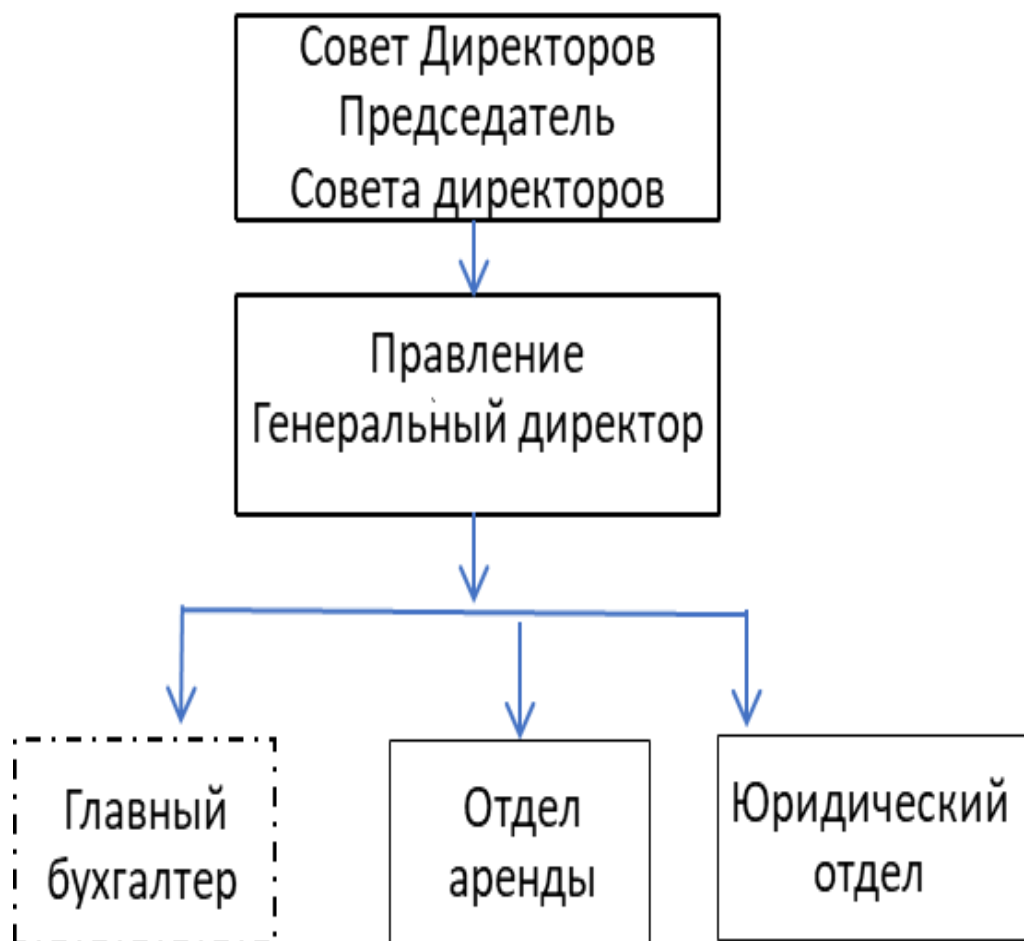 Совет Директоров
Председатель
Совета директоров
Правление
Генеральный директор
Главный
бухгалтер
Отдел
аренды
Юридический
отдел